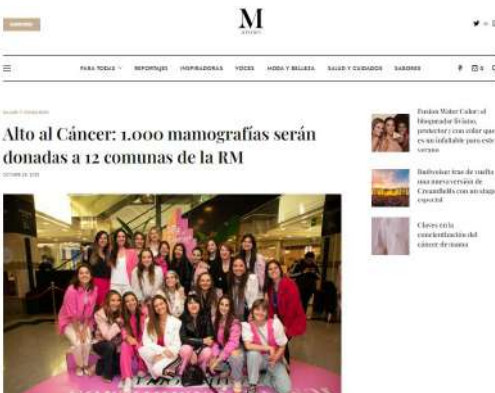 M
PARA TODAS
REPORTAJES
INSPIRADORAS
VOCES
MODA Y BELLEZA
SALUD Y CUIDADOS
SABORES
Alto al Cáncer: 1.000 mamografías serán
donadas a 12 comunas de la RM
Fusion Water Color: el
bloqueador liviano,
protector y con color que
es un infaltable para este
verano
Budweiser trae de vuelta
una nueva versión de
Creamfields con un stage
especial
Claves en la
concientización del
cáncer de mama